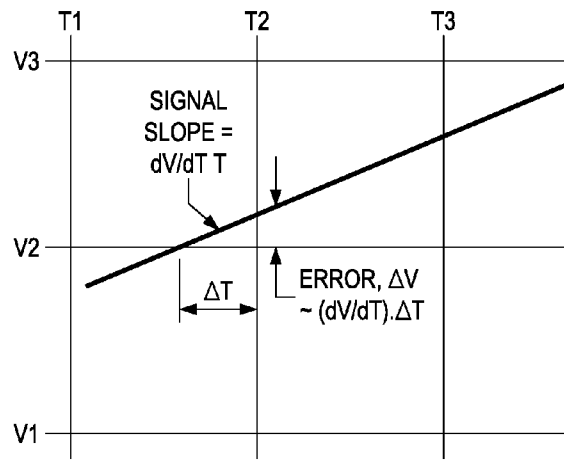 T1 T2 T3
V3
SIGNAL
SLOPE =
dV/dT T
V2
ΔT
ERROR, ΔV
~ (dV/dT).ΔT
V1